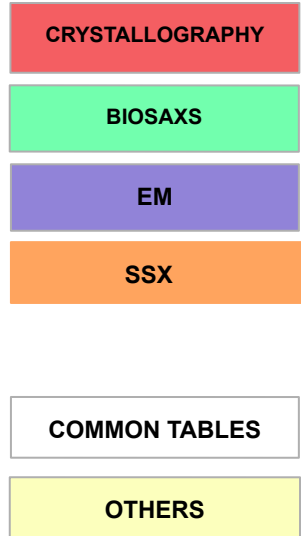 CRYSTALLOGRAPHY
BIOSAXS
EM
SSX
COMMON TABLES
OTHERS